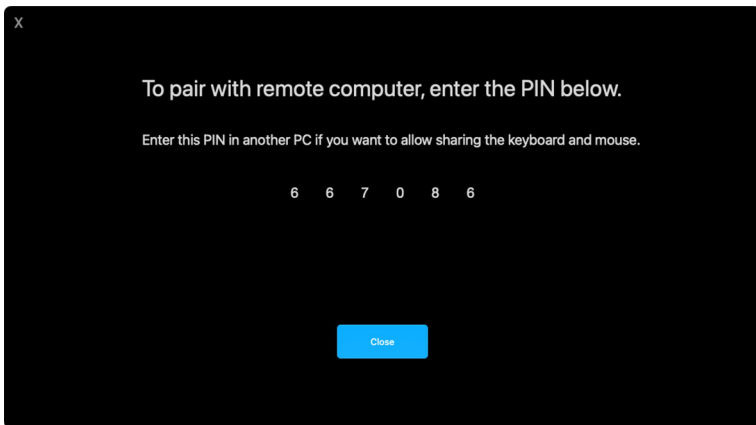 X
To pair with remote computer, enter the PIN below.
Enter this PIN in another PC if you want to allow sharing the keyboard and mouse.
6 6 7 0 8 6
Close